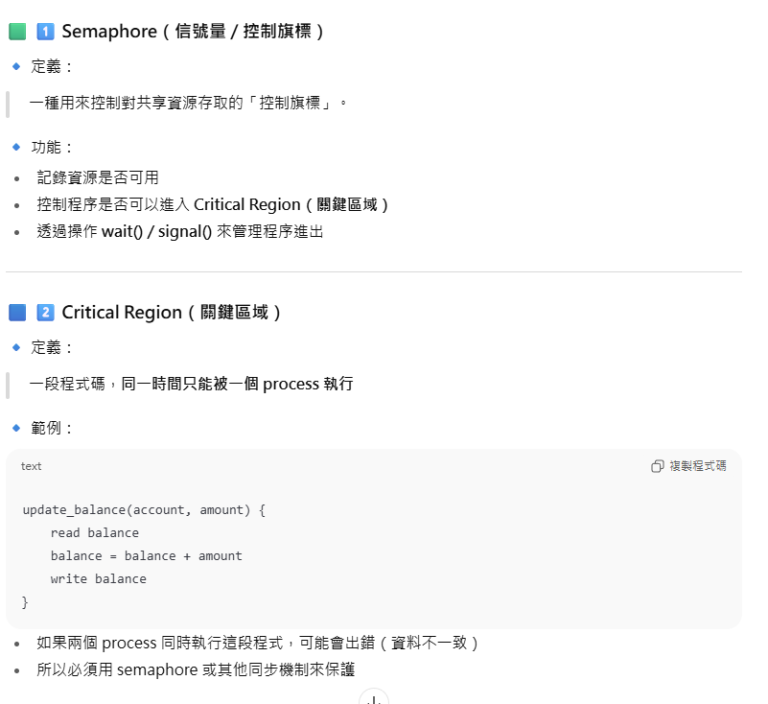 1 Semaphore（信號量 / 控制旗標）
定義：
一種用來控制對共享資源存取的「控制旗標」。
功能：
記錄資源是否可用
控制程序是否可以進入 Critical Region（關鍵區域）
透過操作 wait() / signal() 來管理程序進出
2 Critical Region（關鍵區域）
定義：
一段程式碼，同一時間只能被一個 process 執行
範例：
text
複製程式碼
update_balance(account, amount) {
    read balance
    balance = balance + amount
    write balance
}
如果兩個 process 同時執行這段程式，可能會出錯（資料不一致）
所以必須用 semaphore 或其他同步機制來保護